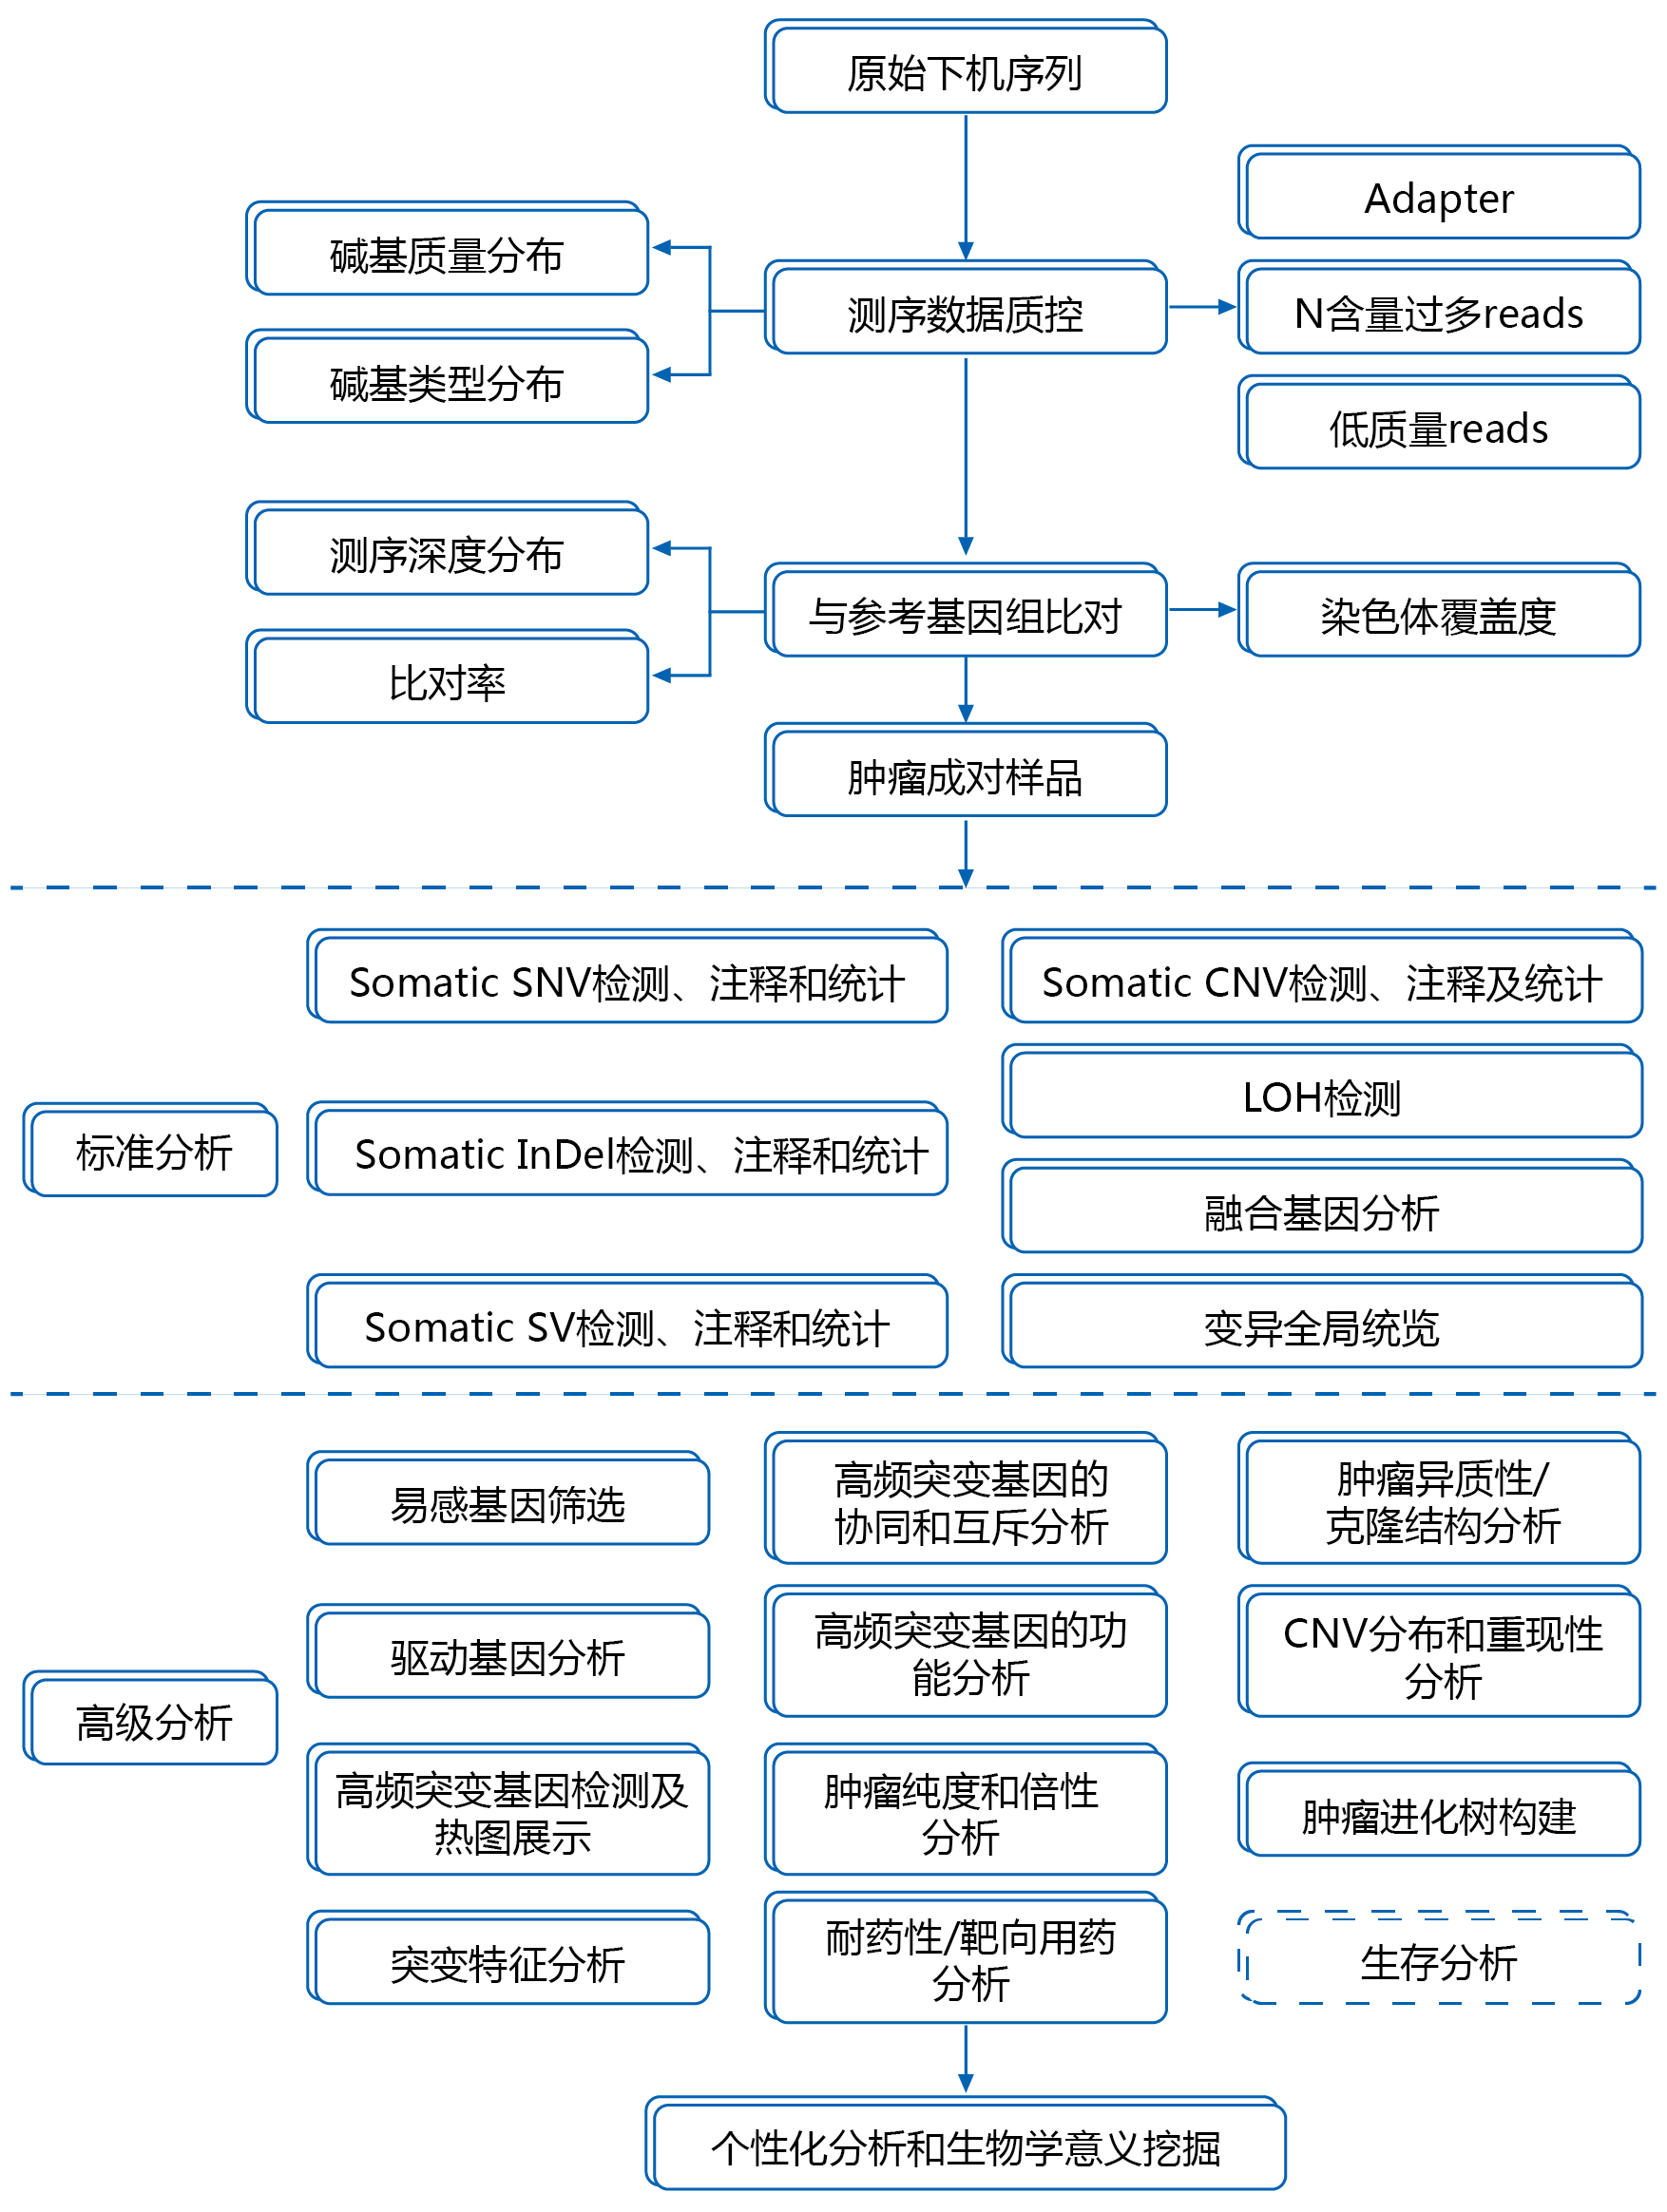 原始下机序列
Adapter
碱基质量分布
测序数据质控
N含量过多reads
碱基类型分布
低质量reads
测序深度分布
与参考基因组比对
染色体覆盖度
比对率
肿瘤成对样品
Somatic SNV检测、注释和统计
Somatic CNV检测、注释及统计
LOH检测
标准分析
Somatic InDel检测、注释和统计
融合基因分析
Somatic SV检测、注释和统计
变异全局统览
易感基因筛选
高频突变基因的
协同和互斥分析
肿瘤异质性/
克隆结构分析
驱动基因分析
高频突变基因的功
能分析
CNV分布和重现性
分析
高级分析
高频突变基因检测及
热图展示
肿瘤纯度和倍性
分析
肿瘤进化树构建
突变特征分析
耐药性/靶向用药
分析
生存分析
个性化分析和生物学意义挖掘